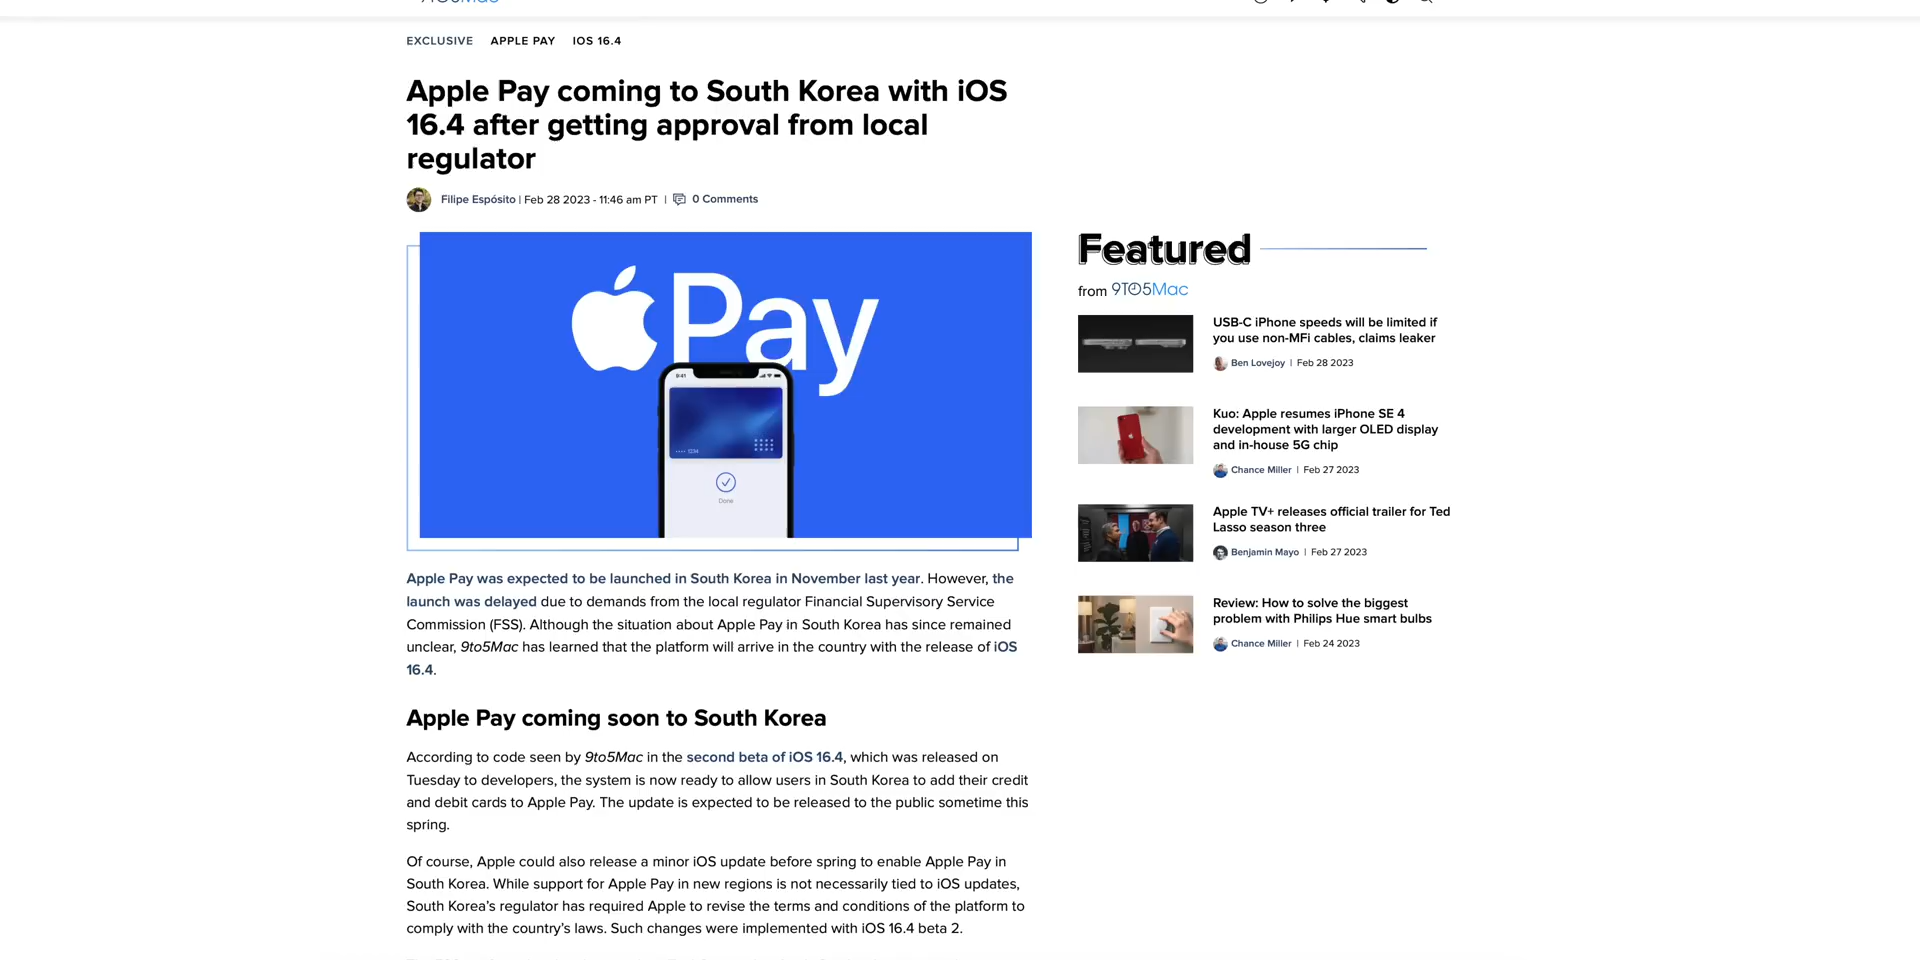 EXCLUSIVE APPLE PAY IOS 16.4
Apple Pay coming to South Korea with iOS
16.4 after getting approval from local
regulator
Filipe Espósito | Feb 28 2023 - 11:46 am PT | 0 Comments
Pay
9:41
1234
Done
Apple Pay was expected to be launched in South Korea in November last year. However, the
launch was delayed due to demands from the local regulator Financial Supervisory Service
Commission (FSS). Although the situation about Apple Pay in South Korea has since remained
unclear, 9to5Mac has learned that the platform will arrive in the country with the release of iOS
16.4.
Apple Pay coming soon to South Korea
According to code seen by 9to5Mac in the second beta of iOS 16.4, which was released on
Tuesday to developers, the system is now ready to allow users in South Korea to add their credit
and debit cards to Apple Pay. The update is expected to be released to the public sometime this
spring.
Of course, Apple could also release a minor iOS update before spring to enable Apple Pay in
South Korea. While support for Apple Pay in new regions is not necessarily tied to iOS updates,
South Korea's regulator has required Apple to revise the terms and conditions of the platform to
comply with the country's laws. Such changes were implemented with iOS 16.4 beta 2.
Featured
from 9TO5Mac
USB-C iPhone speeds will be limited if
you use non-MFi cables, claims leaker
Ben Lovejoy | Feb 28 2023
Kuo: Apple resumes iPhone SE 4
development with larger OLED display
and in-house 5G chip
Chance Miller | Feb 27 2023
Apple TV+ releases official trailer for Ted
Lasso season three
Benjamin Mayo | Feb 27 2023
Review: How to solve the biggest
problem with Philips Hue smart bulbs
Chance Miller | Feb 24 2023